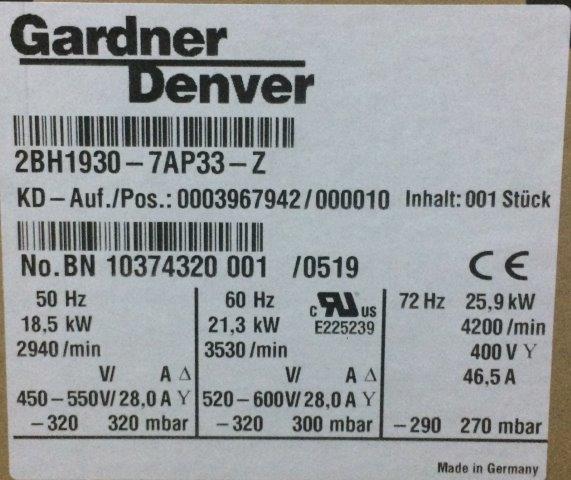 Gardner
Denver
2BH1930-7AP33-Z
KD-Auf./Pos.: 0003967942/000010 Inhalt: 001 Stück
No.BN 10374320 001 /0519 CE
50 Hz
18,5 kW
2940/min
V/ A Δ
450-550V/28,0A Y
-320 320 mbar
60 Hz c RU US
21,3 kW E225239
3530/min
V/ A Δ
520-600V/28,0A Y
-320 300 mbar
72 Hz 25,9 kW
4200/min
400 V Y
46,5 A
-290 270 mbar
Made in Germany